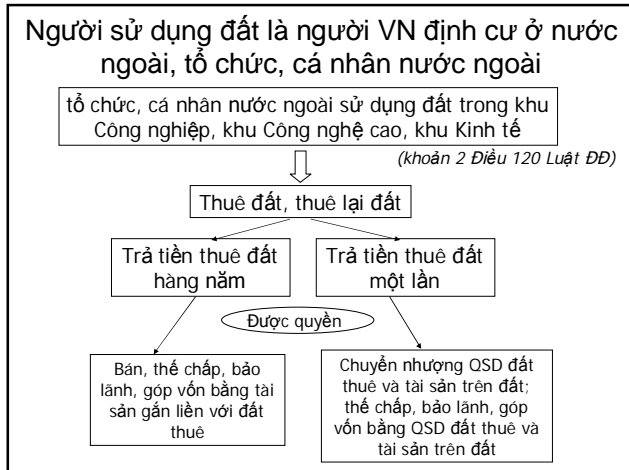 Người sử dụng đất là người VN định cư ở nước
ngoài, tổ chức, cá nhân nước ngoài
tổ chức, cá nhân nước ngoài sử dụng đất trong khu
Công nghiệp, khu Công nghệ cao, khu Kinh tế
(khoản 2 Điều 120 Luật ĐĐ)
Thuê đất, thuê lại đất
Trả tiền thuê đất
hàng năm
Trả tiền thuê đất
một lần
Được quyền
Bán, thế chấp, bảo
lãnh, góp vốn bằng tài
sản gắn liền với đất
thuê
Chuyển nhượng QSD đất
thuê và tài sản trên đất;
thế chấp, bảo lãnh, góp
vốn bằng QSD đất thuê và
tài sản trên đất